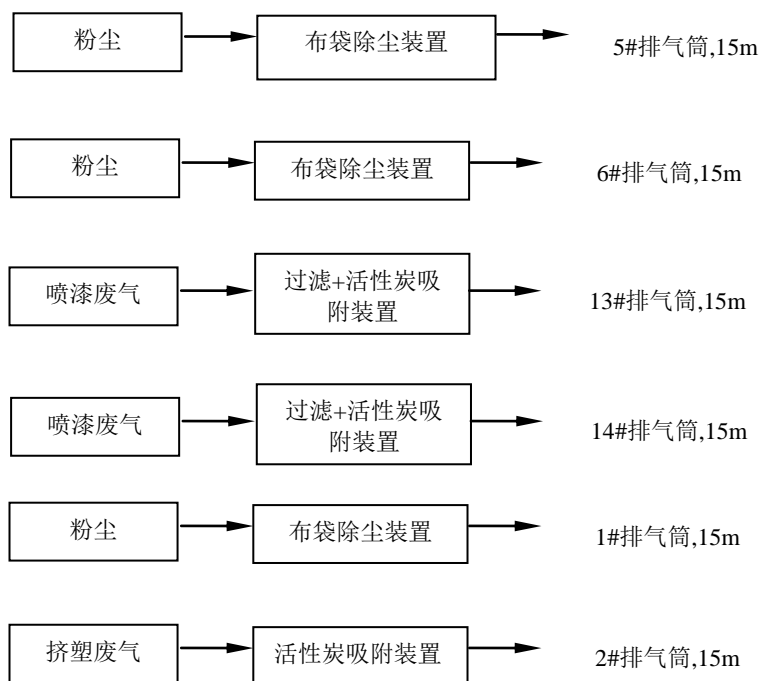 粉尘
布袋除尘装置
5#排气筒,15m
粉尘
布袋除尘装置
6#排气筒,15m
喷漆废气
过滤+活性炭吸
附装置
13#排气筒,15m
喷漆废气
过滤+活性炭吸
附装置
14#排气筒,15m
粉尘
布袋除尘装置
1#排气筒,15m
挤塑废气
活性炭吸附装置
2#排气筒,15m